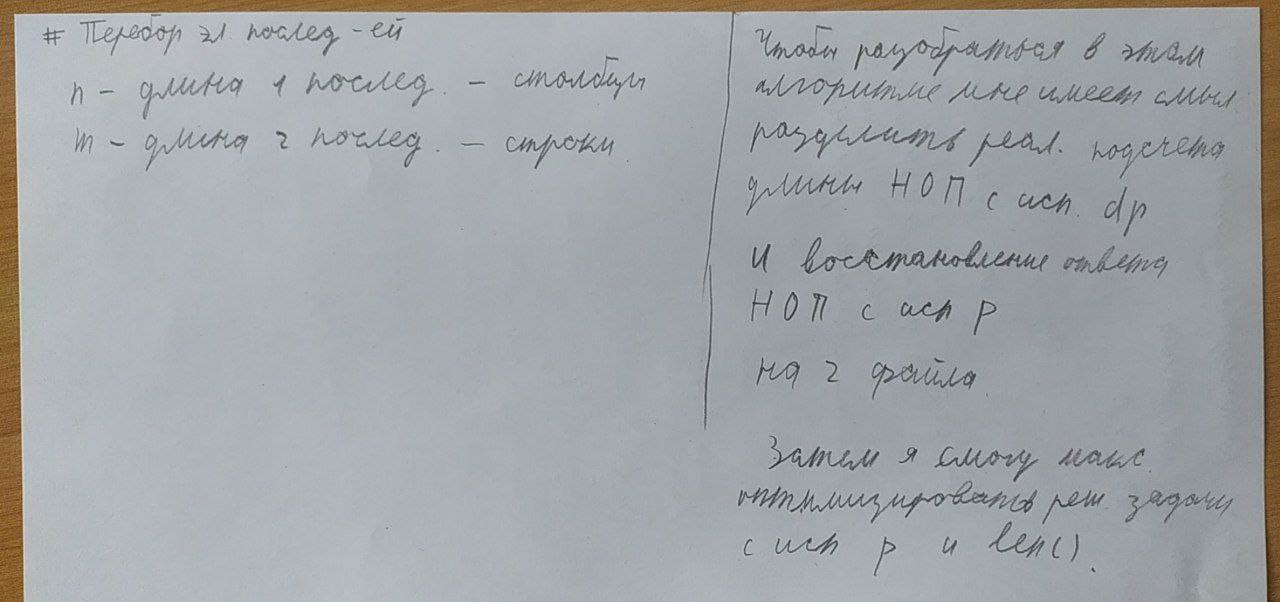 # Перебор эл. послед-ей
n - длина 1 послед. - столбцы
m - длина 2 послед. - строки
Чтобы разобраться в этом
алгоритме мне имеет смысл
разделить реал. подсчета
длины НОП с исп. dp
и восстановление ответа
НОП с исп p
на 2 файла
Затем я смогу макс.
оптимизировать реш. задачи
с исп p и len().